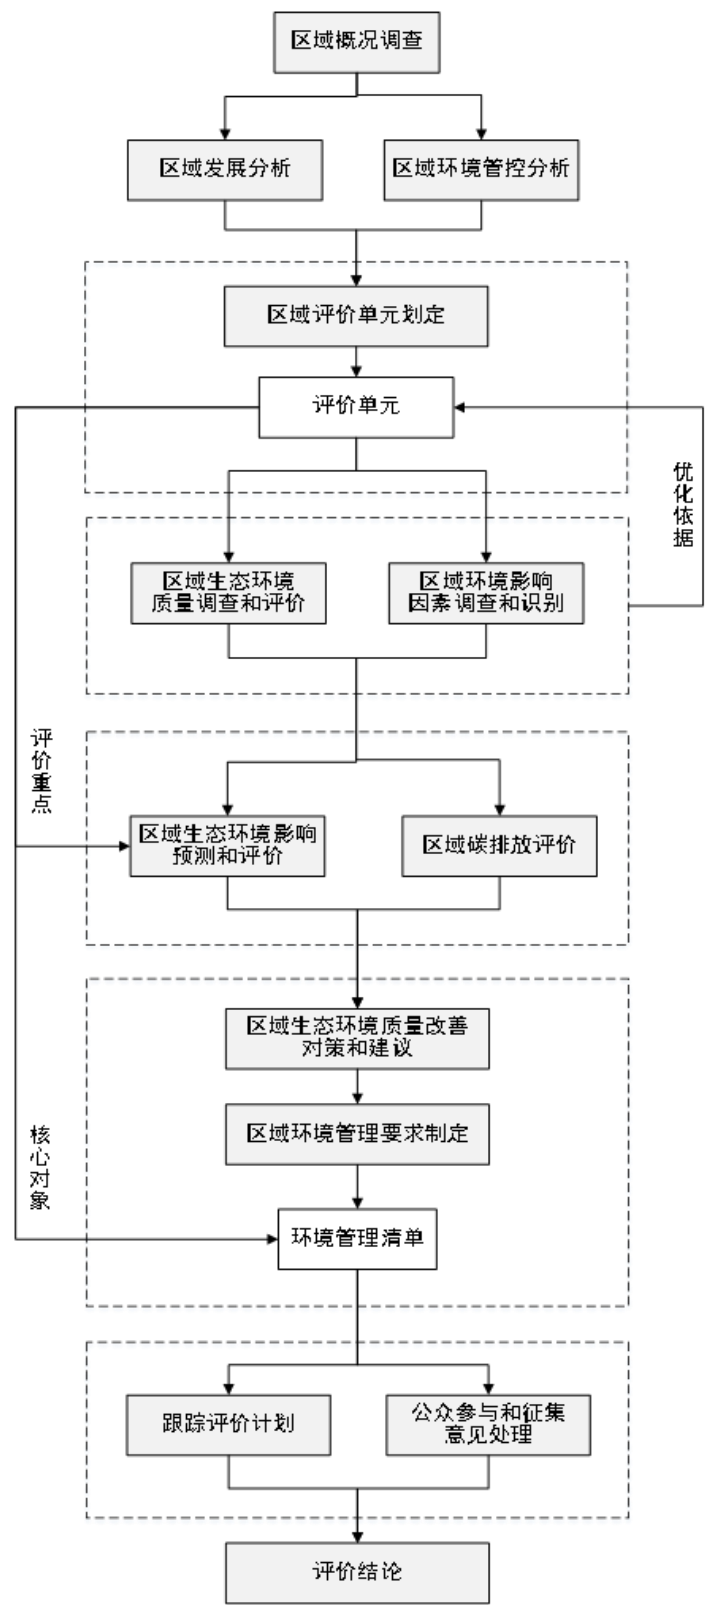 区域概况调查
区域发展分析
区域环境管控分析
区域评价单元划定
评价单元
优化依据
区域生态环境
质量调查和评价
区域环境影响
因素调查和识别
评价重点
区域生态环境影响
预测和评价
区域碳排放评价
区域生态环境质量改善
对策和建议
区域环境管理要求制定
核心对象
环境管理清单
跟踪评价计划
公众参与和征集
意见处理
评价结论